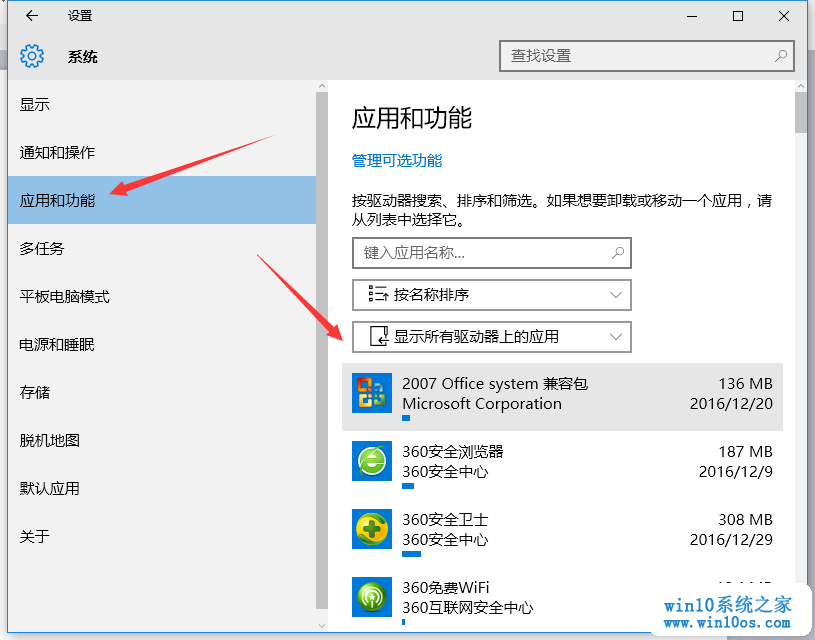 设置
系统
查找设置
显示
通知和操作
应用和功能
多任务
平板电脑模式
电源和睡眠
存储
脱机地图
默认应用
关于
应用和功能
管理可选功能
按驱动器搜索、排序和筛选。如果想要卸载或移动一个应用，请
从列表中选择它。
键入应用名称...
按名称排序
显示所有驱动器上的应用
2007 Office system 兼容包 136 MB
Microsoft Corporation 2016/12/20
360安全浏览器 187 MB
360安全中心 2016/12/9
360安全卫士 308 MB
360安全中心 2016/12/29
360免费WiFi
360互联网安全中心
win10系统之家
www.win10os.com